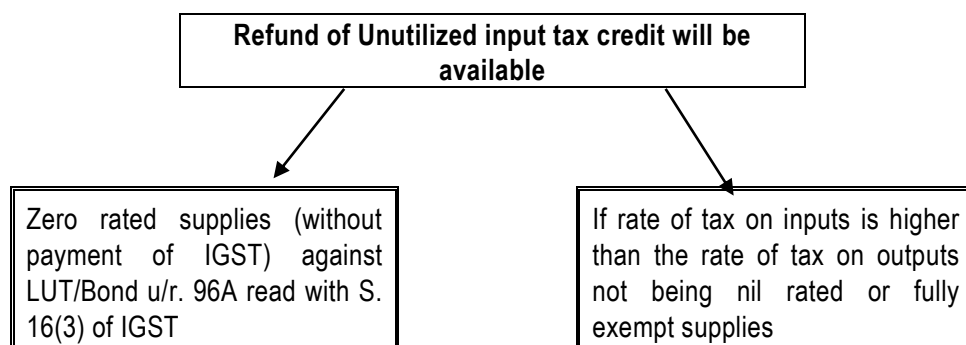 Refund of Unutilized input tax credit will be
available
Zero rated supplies (without
payment of IGST) against
LUT/Bond u/r. 96A read with S.
16(3) of IGST
If rate of tax on inputs is higher
than the rate of tax on outputs
not being nil rated or fully
exempt supplies